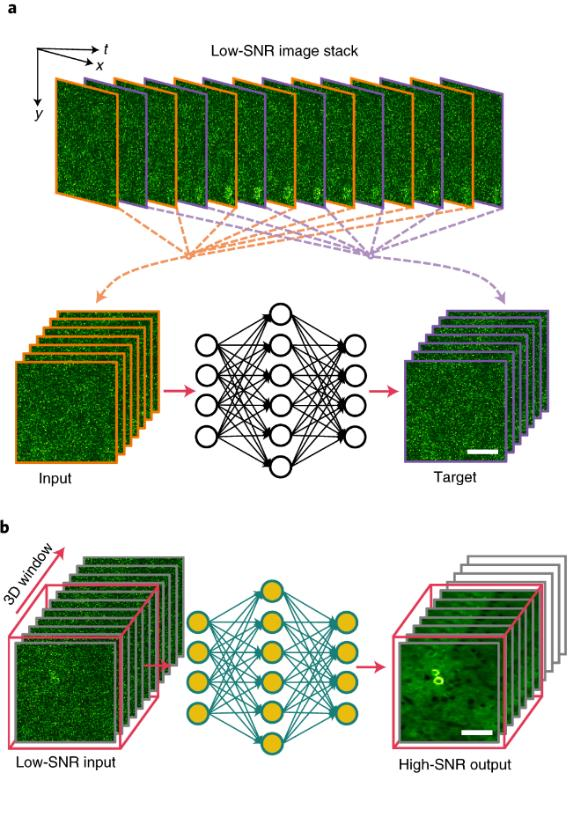 a
Low-SNR image stack
t
x
y
Input
Target
b
3D window
Low-SNR input
High-SNR output